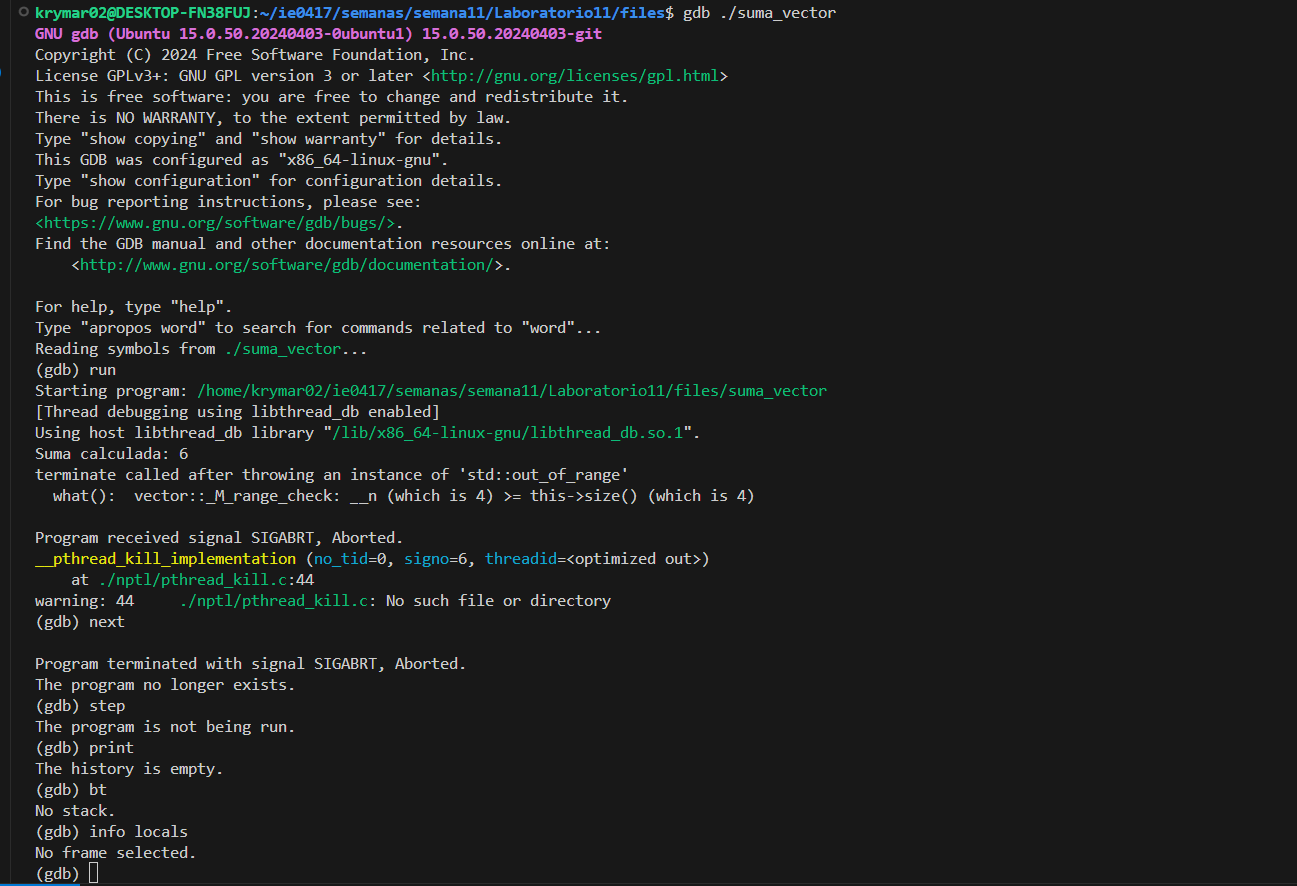 krymar02@DESKTOP-FN38FUJ:~/ie0417/semanas/semana11/Laboratorio11/files$ gdb ./suma_vector
GNU gdb (Ubuntu 15.0.50.20240403-0ubuntu1) 15.0.50.20240403-git
Copyright (C) 2024 Free Software Foundation, Inc.
License GPLv3+: GNU GPL version 3 or later <http://gnu.org/licenses/gpl.html>
This is free software: you are free to change and redistribute it.
There is NO WARRANTY, to the extent permitted by law.
Type "show copying" and "show warranty" for details.
This GDB was configured as "x86_64-linux-gnu".
Type "show configuration" for configuration details.
For bug reporting instructions, please see:
<https://www.gnu.org/software/gdb/bugs/>.
Find the GDB manual and other documentation resources online at:
    <http://www.gnu.org/software/gdb/documentation/>.

For help, type "help".
Type "apropos word" to search for commands related to "word"...
Reading symbols from ./suma_vector...
(gdb) run
Starting program: /home/krymar02/ie0417/semanas/semana11/Laboratorio11/files/suma_vector
[Thread debugging using libthread_db enabled]
Using host libthread_db library "/lib/x86_64-linux-gnu/libthread_db.so.1".
Suma calculada: 6
terminate called after throwing an instance of 'std::out_of_range'
  what():  vector::_M_range_check: __n (which is 4) >= this->size() (which is 4)

Program received signal SIGABRT, Aborted.
__pthread_kill_implementation (no_tid=0, signo=6, threadid=<optimized out>)
    at ./nptl/pthread_kill.c:44
warning: 44     ./nptl/pthread_kill.c: No such file or directory
(gdb) next

Program terminated with signal SIGABRT, Aborted.
The program no longer exists.
(gdb) step
The program is not being run.
(gdb) print
The history is empty.
(gdb) bt
No stack.
(gdb) info locals
No frame selected.
(gdb)